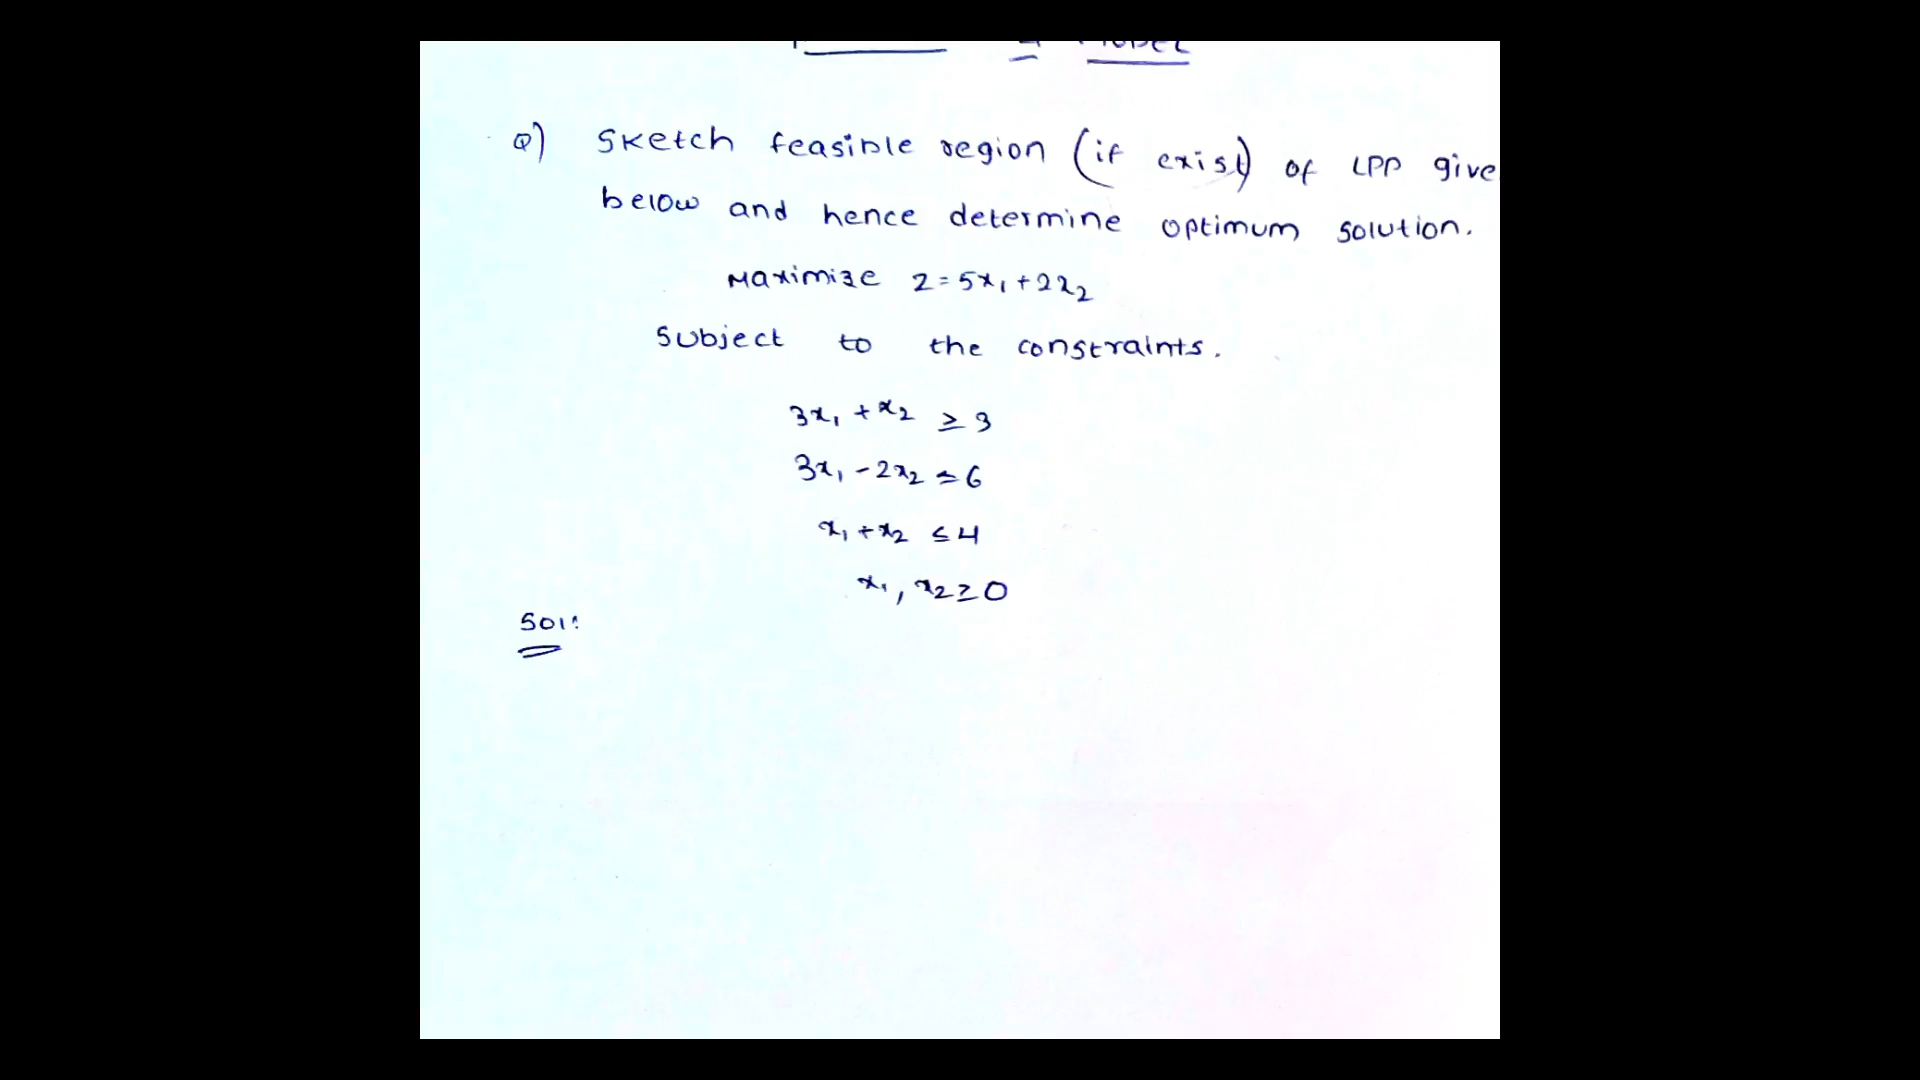 Q) Sketch feasible region (if exist) of LPP give
below and hence determine optimum solution.
Maximize Z = 5x₁ + 2x₂
Subject to the constraints.
3x₁ + x₂ ≥ 3
3x₁ - 2x₂ = 6
x₁ + x₂ ≤ 4
x₁, x₂ ≥ 0
Sol: